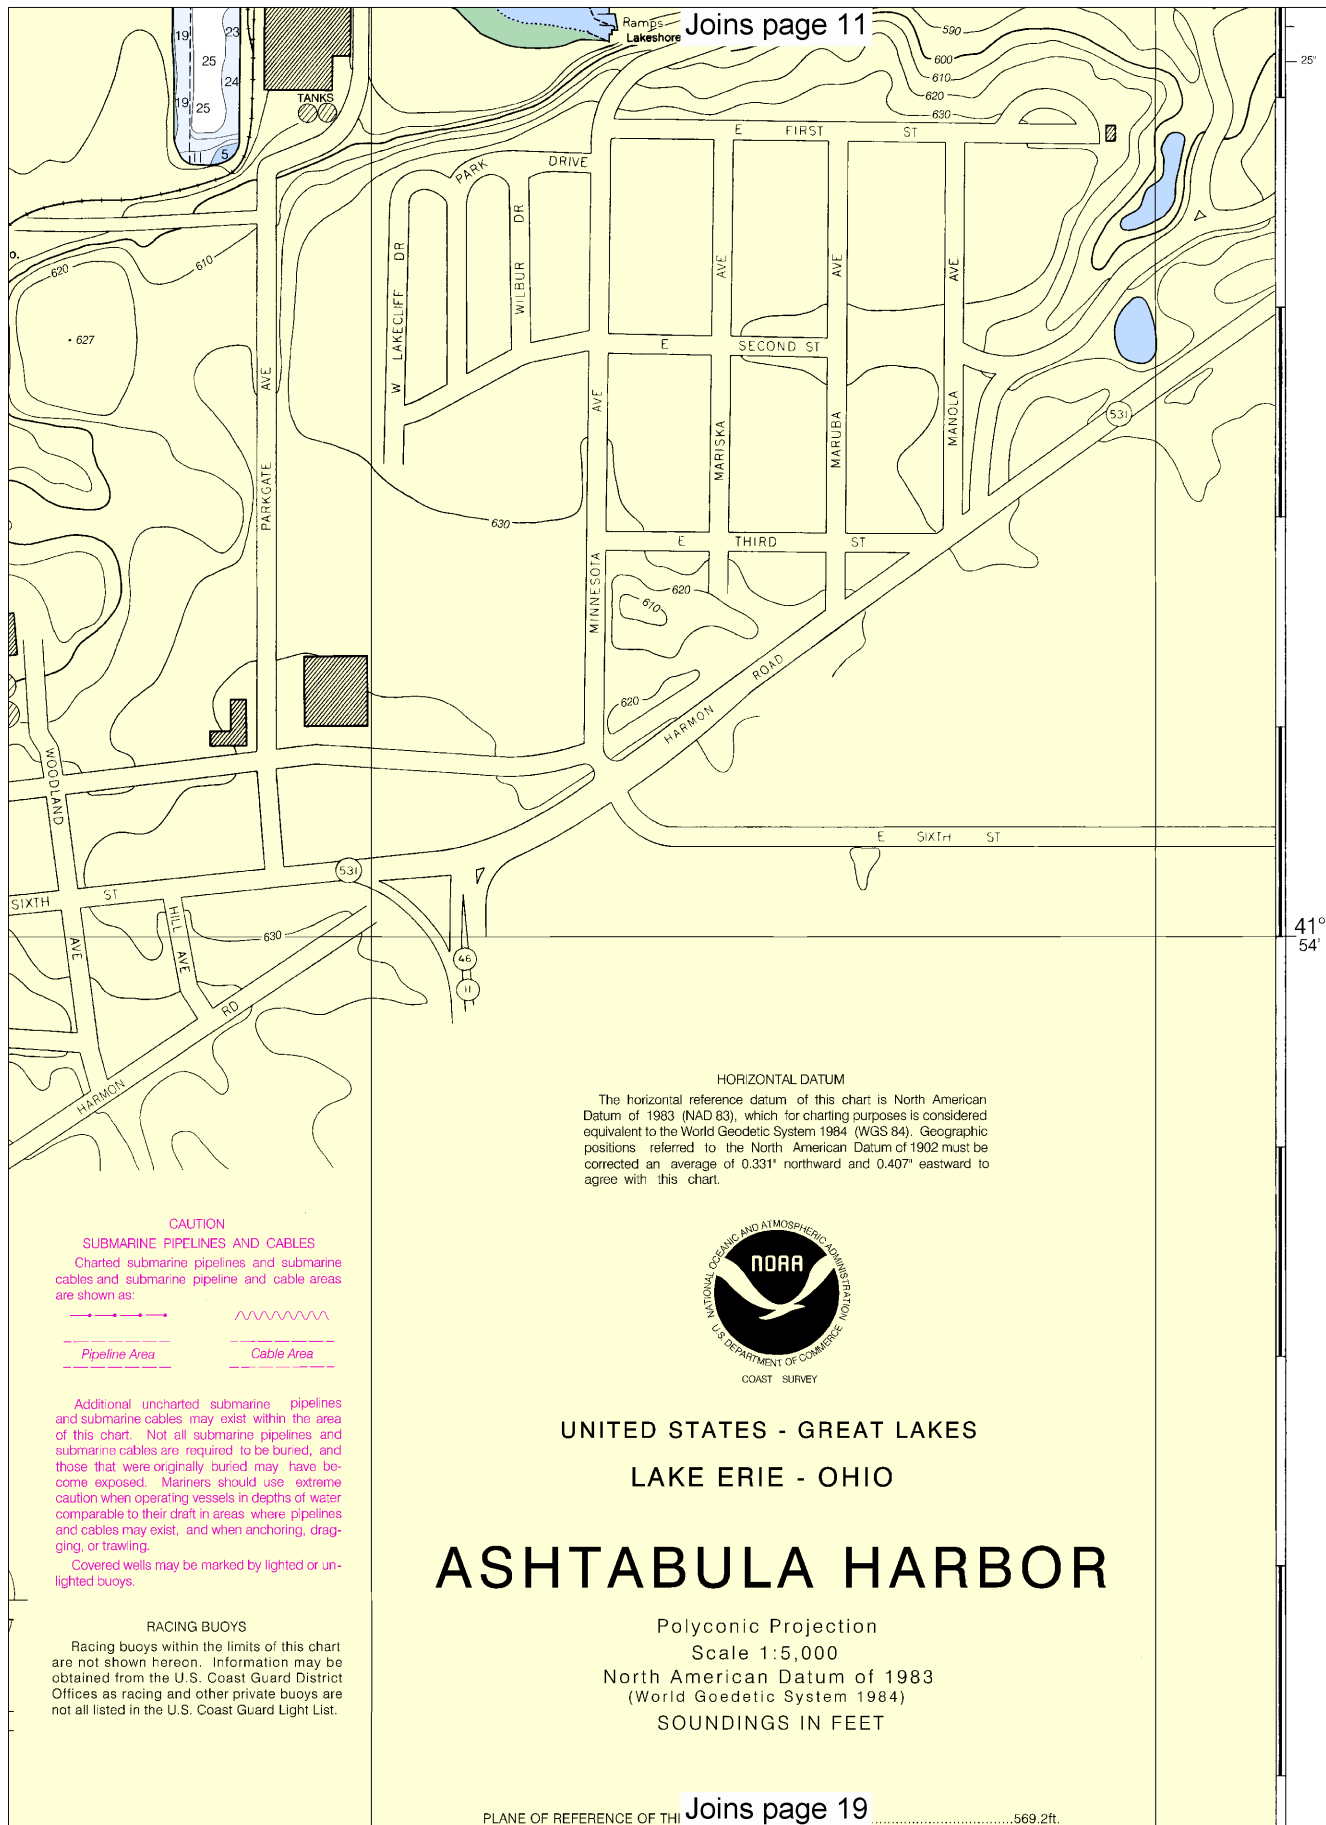 Joins page 11
Ramps
Lakeshore
25"
590
600
610
620
630
19
23
25
24
19
25
5
TANKS
E FIRST ST
PARK DRIVE
W LAKECLIFF DR
WILBUR DR
AVE
AVE
AVE
o.
620
610
627
E SECOND ST
PARKGATE AVE
MINNESOTA AVE
MARISKA
MARUBA
MANOLA
531
630
E THIRD ST
620
610
620
HARMON ROAD
WOODLAND AVE
E SIXTH ST
531
SIXTH ST
HILL AVE
630
46
11
HARMON RD
41°
54'
HORIZONTAL DATUM
The horizontal reference datum of this chart is North American
Datum of 1983 (NAD 83), which for charting purposes is considered
equivalent to the World Geodetic System 1984 (WGS 84). Geographic
positions referred to the North American Datum of 1902 must be
corrected an average of 0.331" northward and 0.407" eastward to
agree with this chart.
CAUTION
SUBMARINE PIPELINES AND CABLES
Charted submarine pipelines and submarine
cables and submarine pipeline and cable areas
are shown as:
Pipeline Area
Cable Area
Additional uncharted submarine pipelines
and submarine cables may exist within the area
of this chart. Not all submarine pipelines and
submarine cables are required to be buried, and
those that were originally buried may have be-
come exposed. Mariners should use extreme
caution when operating vessels in depths of water
comparable to their draft in areas where pipelines
and cables may exist, and when anchoring, drag-
ging, or trawling.
Covered wells may be marked by lighted or un-
lighted buoys.
RACING BUOYS
Racing buoys within the limits of this chart
are not shown hereon. Information may be
obtained from the U.S. Coast Guard District
Offices as racing and other private buoys are
not all listed in the U.S. Coast Guard Light List.
NATIONAL OCEANIC AND ATMOSPHERIC ADMINISTRATION
NOAA
U.S. DEPARTMENT OF COMMERCE
COAST SURVEY
UNITED STATES - GREAT LAKES
LAKE ERIE - OHIO
ASHTABULA HARBOR
Polyconic Projection
Scale 1:5,000
North American Datum of 1983
(World Goedetic System 1984)
SOUNDINGS IN FEET
PLANE OF REFERENCE OF THI
Joins page 19
569.2ft.